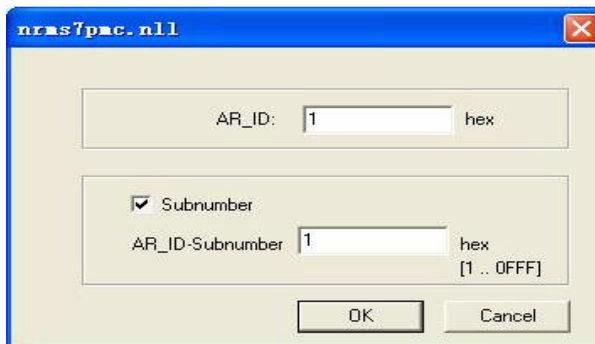 nrms7pmc.nll
AR_ID: 1 hex
Subnumber
AR_ID-Subnumber 1 hex
[1 .. 0FFF]
OK Cancel